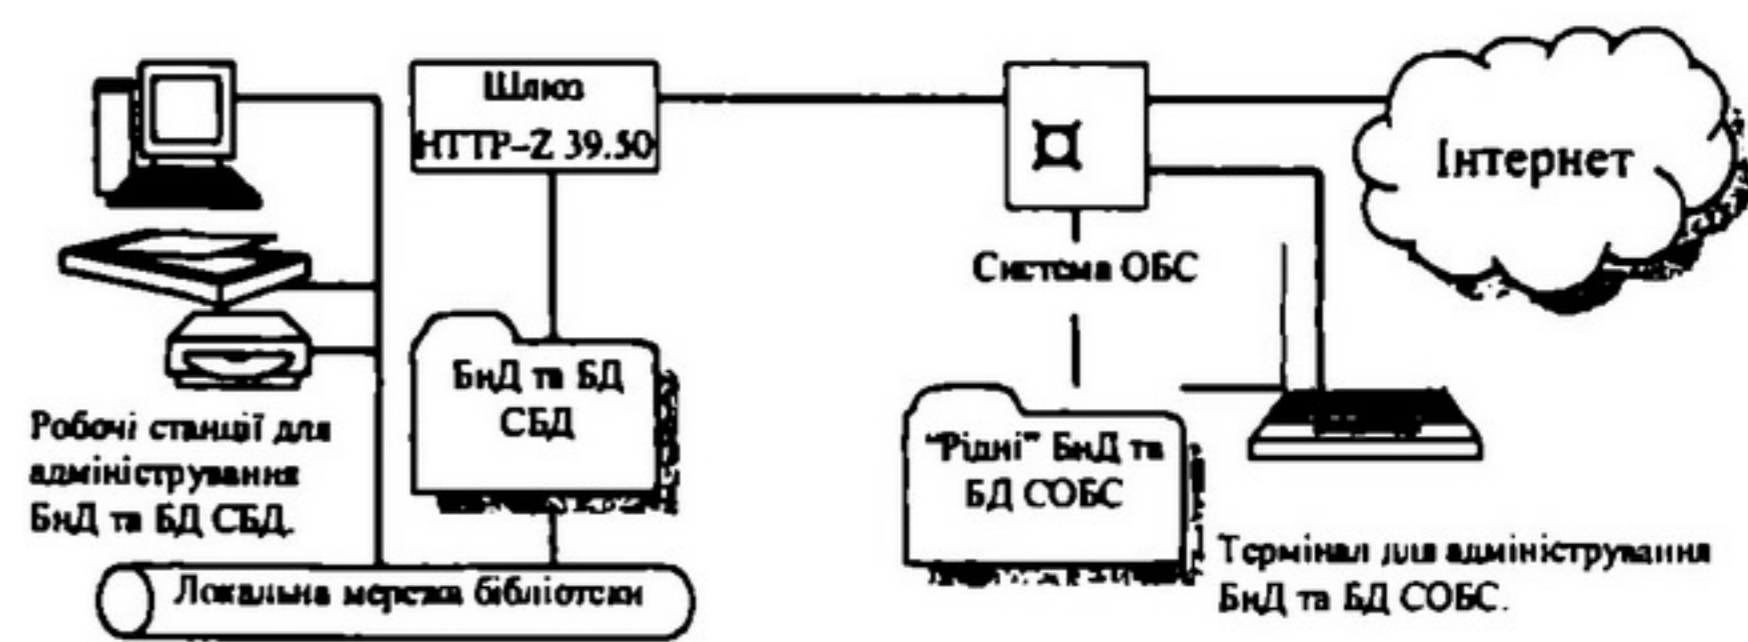 Шлюз
HTTP–Z 39.50
Інтернет
Система ОБС
БнД та БД
СБД
“Рідні” БнД та
БД СОБС
Робочі станції для
адміністрування
БнД та БД СБД.
Термінал для адміністрування
БнД та БД СОБС.
Локальна мережа бібліотеки